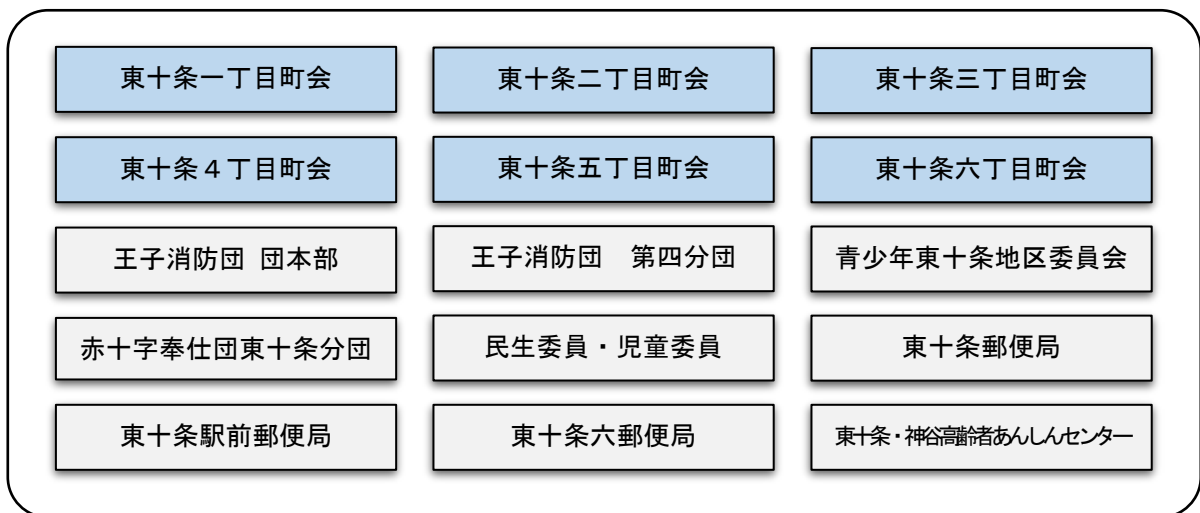 東十条一丁目町会
東十条二丁目町会
東十条三丁目町会
東十条４丁目町会
東十条五丁目町会
東十条六丁目町会
王子消防団 団本部
王子消防団　第四分団
青少年東十条地区委員会
赤十字奉仕団東十条分団
民生委員・児童委員
東十条郵便局
東十条駅前郵便局
東十条六郵便局
東十条・神谷高齢者あんしんセンター